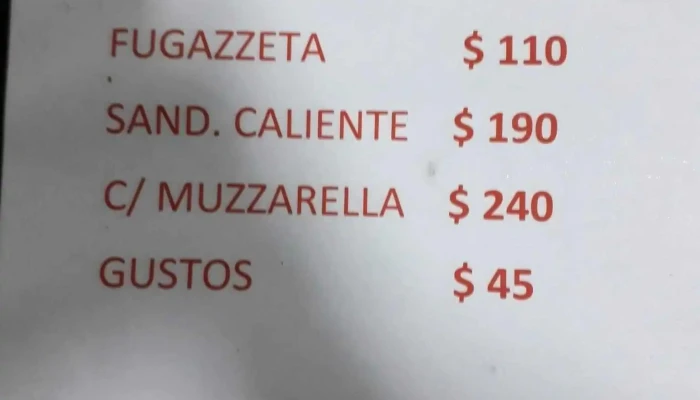 FUGAZZETA $ 110
SAND. CALIENTE $ 190
C/ MUZZARELLA $ 240
GUSTOS $ 45